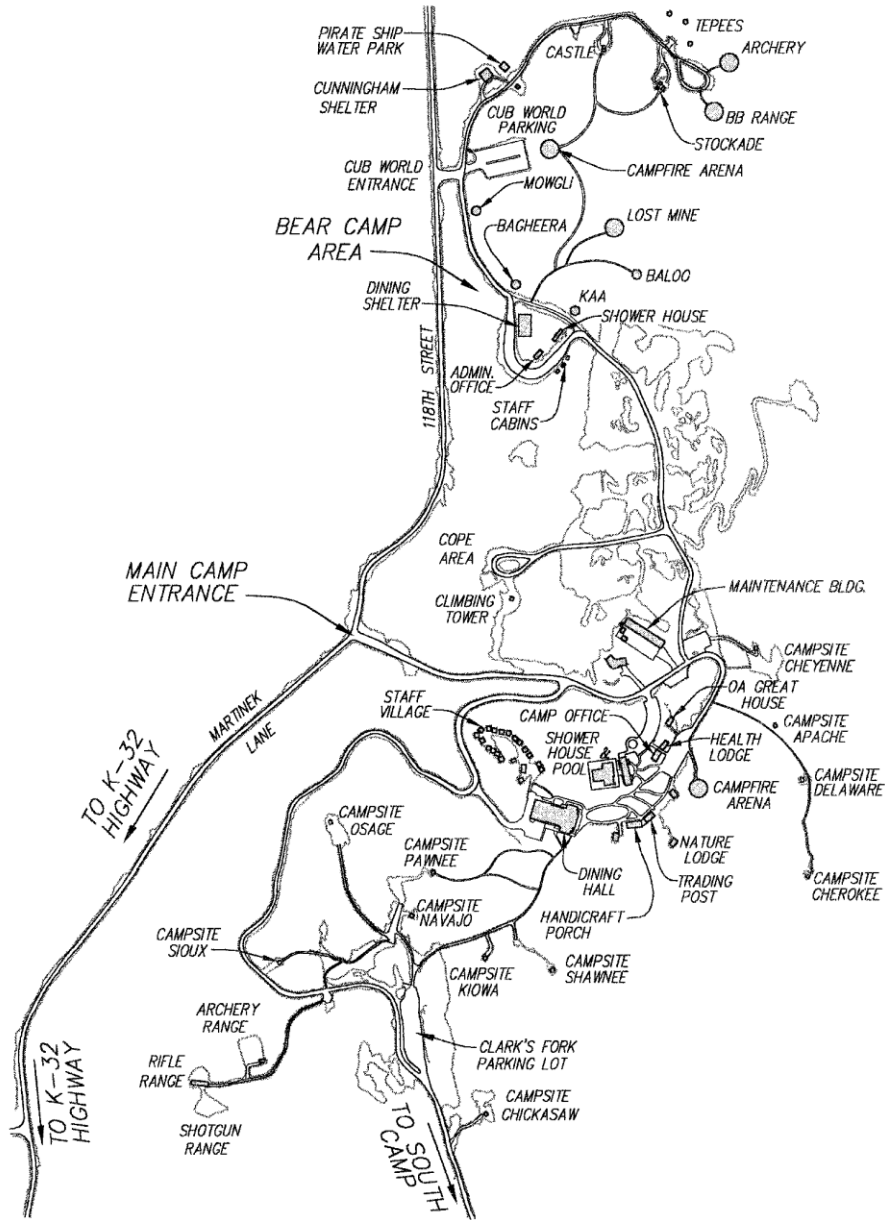 PIRATE SHIP
WATER PARK
TEPEES
CASTLE
ARCHERY
CUNNINGHAM
SHELTER
CUB WORLD
PARKING
BB RANGE
STOCKADE
CUB WORLD
ENTRANCE
CAMPFIRE ARENA
MOWGLI
BEAR CAMP
AREA
BAGHEERA
LOST MINE
BALOO
DINING
SHELTER
KAA
SHOWER HOUSE
118TH STREET
ADMIN.
OFFICE
STAFF
CABINS
COPE
AREA
MAIN CAMP
ENTRANCE
CLIMBING
TOWER
MAINTENANCE BLDG.
CAMPSITE
CHEYENNE
MARTINEK
LANE
STAFF
VILLAGE
CAMP OFFICE
OA GREAT
HOUSE
SHOWER
HOUSE
POOL
HEALTH
LODGE
CAMPSITE
APACHE
TO K-32
HIGHWAY
CAMPFIRE
ARENA
CAMPSITE
DELAWARE
CAMPSITE
OSAGE
CAMPSITE
PAWNEE
DINING
HALL
NATURE
LODGE
TRADING
POST
CAMPSITE
CHEROKEE
CAMPSITE
NAVAJO
HANDICRAFT
PORCH
CAMPSITE
SIOUX
CAMPSITE
KIOWA
CAMPSITE
SHAWNEE
ARCHERY
RANGE
RIFLE
RANGE
CLARK'S FORK
PARKING LOT
TO K-32
HIGHWAY
SHOTGUN
RANGE
TO SOUTH
CAMP
CAMPSITE
CHICKASAW